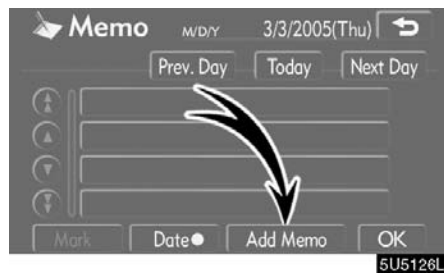 Memo M/D/Y 3/3/2005(Thu)
Prev. Day Today Next Day
Mark Date● Add Memo OK
5U5126L